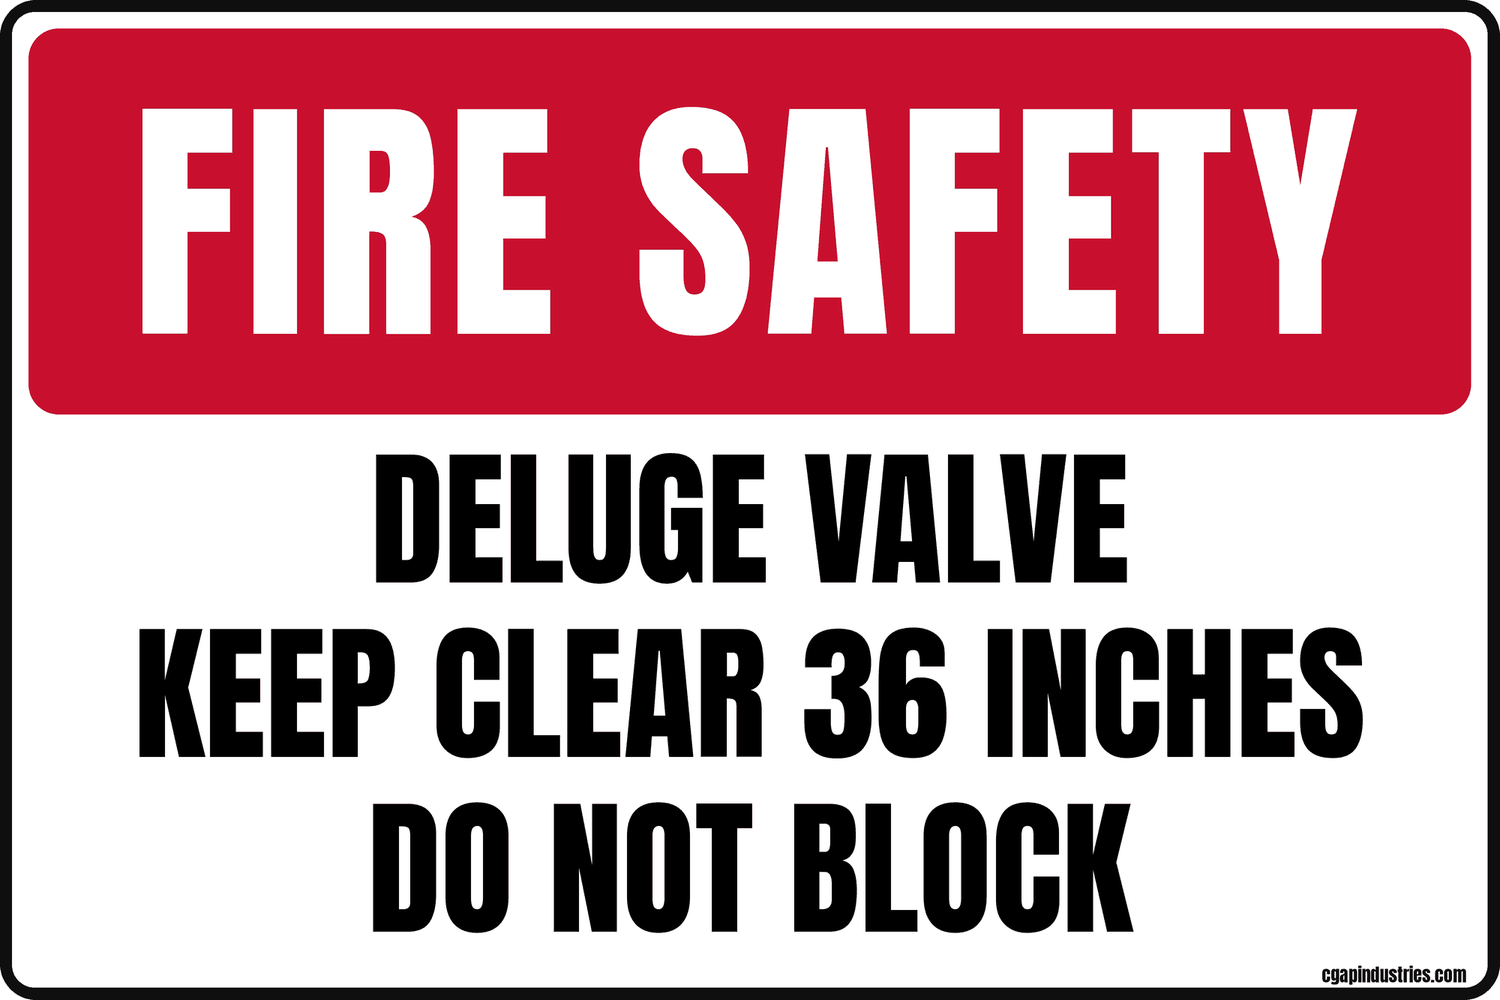 FIRE SAFETY
DELUGE VALVE
KEEP CLEAR 36 INCHES
DO NOT BLOCK
cgapindustries.com